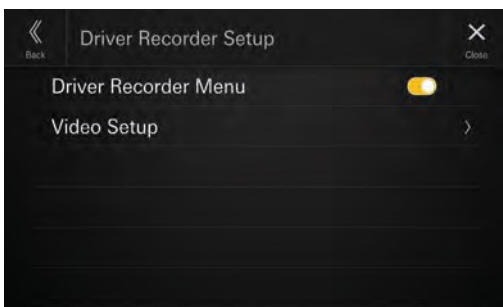 Back
Driver Recorder Setup
Close
Driver Recorder Menu
Video Setup